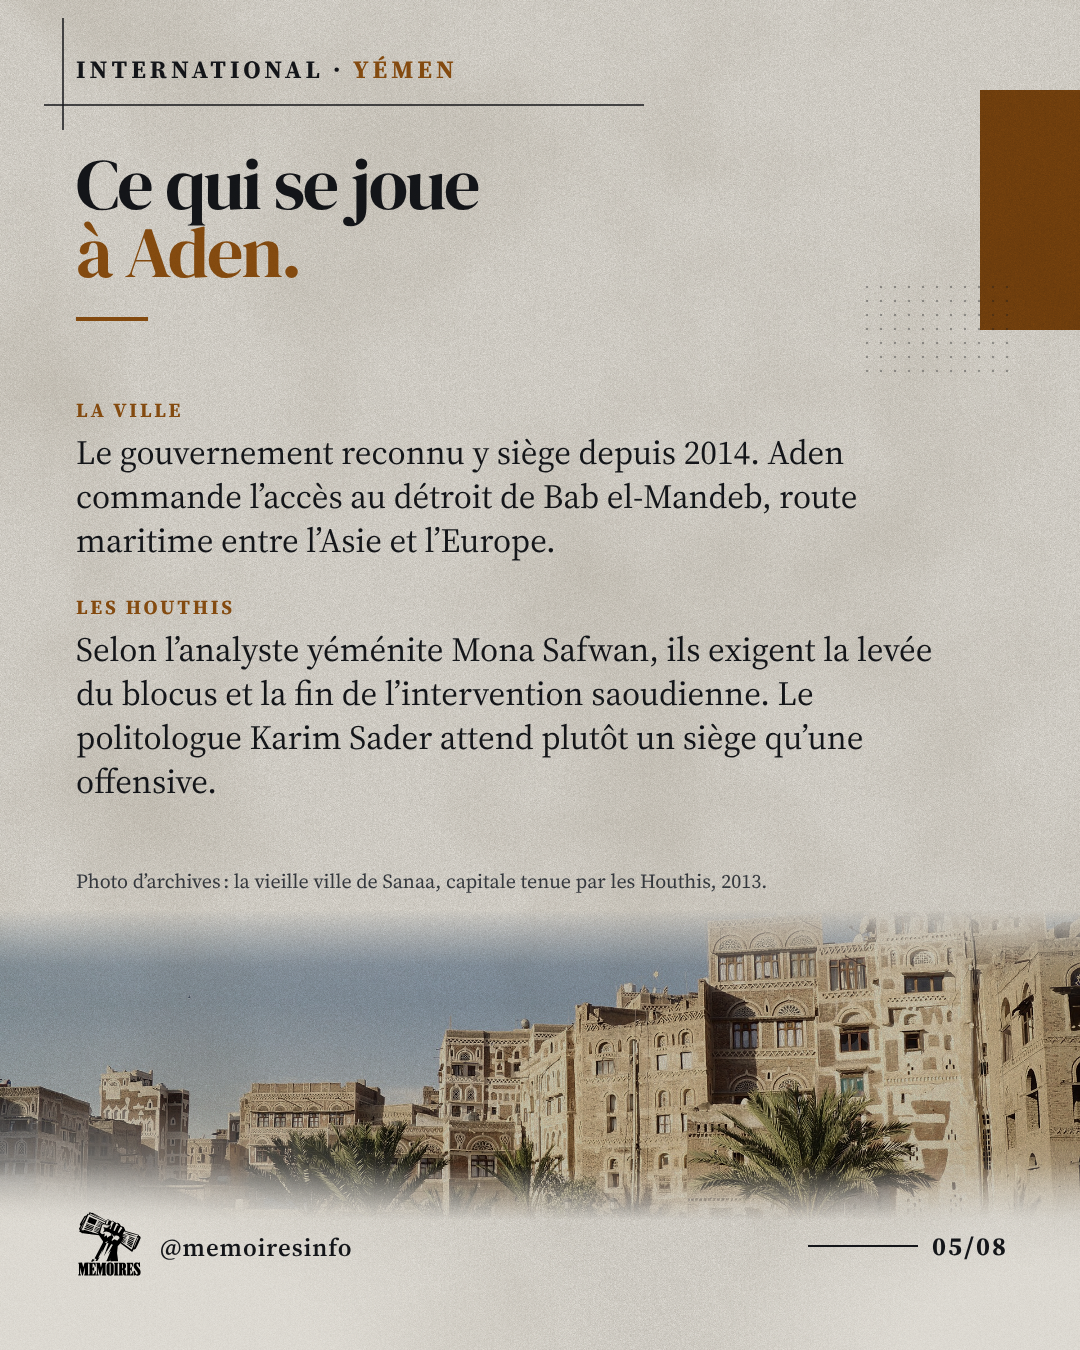 INTERNATIONAL · YÉMEN
Ce qui se joue
à Aden.
LA VILLE
Le gouvernement reconnu y siège depuis 2014. Aden
commande l’accès au détroit de Bab el-Mandeb, route
maritime entre l’Asie et l’Europe.
LES HOUTHIS
Selon l’analyste yéménite Mona Safwan, ils exigent la levée
du blocus et la fin de l’intervention saoudienne. Le
politologue Karim Sader attend plutôt un siège qu’une
offensive.
Photo d’archives : la vieille ville de Sanaa, capitale tenue par les Houthis, 2013.
MÉMOIRES
@memoiresinfo
05/08